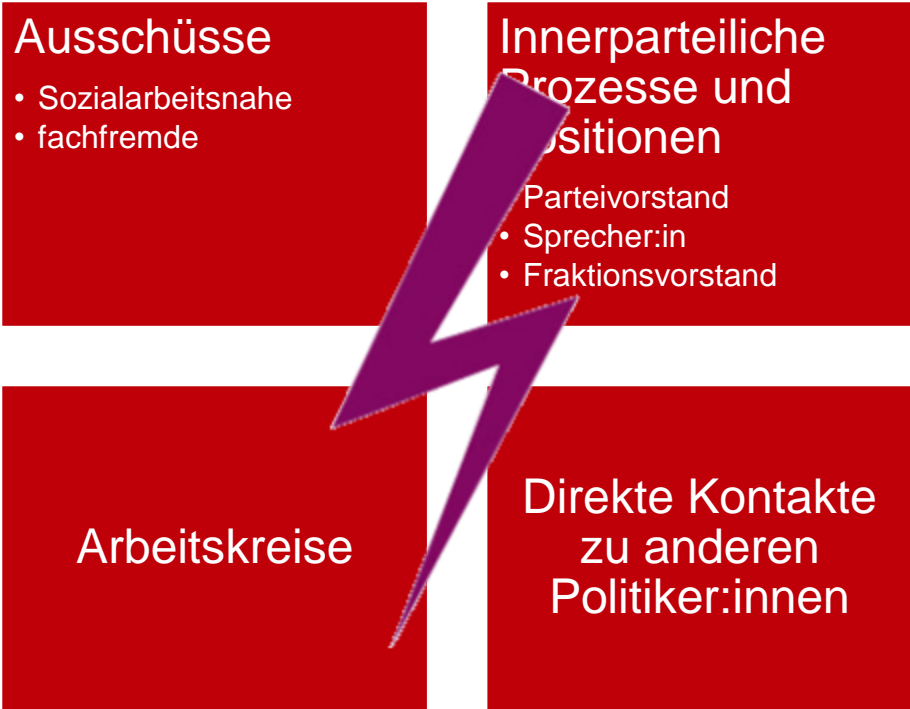 Ausschüsse
• Sozialarbeitsnahe
• fachfremde
Innerparteiliche
Prozesse und
Positionen
Parteivorstand
• Sprecher:in
• Fraktionsvorstand
Arbeitskreise
Direkte Kontakte
zu anderen
Politiker:innen